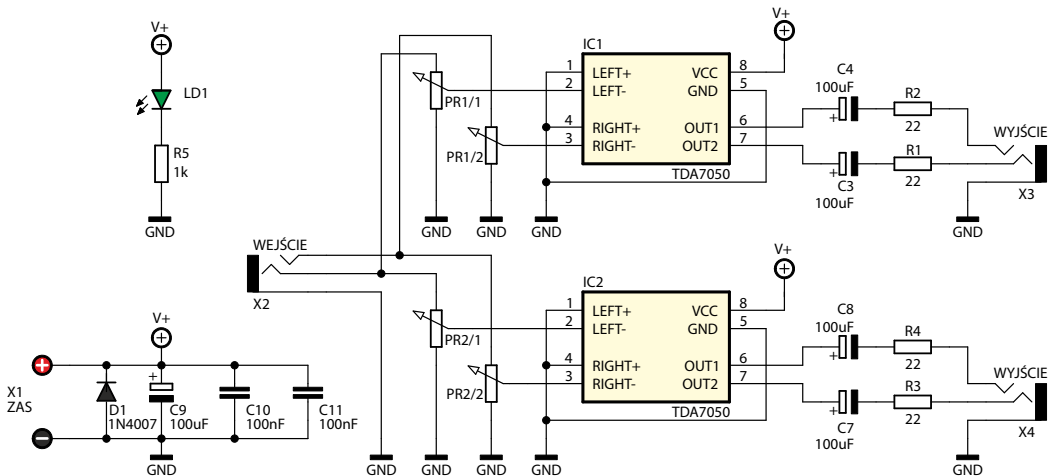 V+
LD1
R5
1k
GND
PR1/1
PR1/2
GND
GND
IC1
1 LEFT+ VCC 8
2 LEFT- GND 5
4 RIGHT+ OUT1 6
3 RIGHT- OUT2 7
TDA7050
GND
V+
C4
100uF
+
R2
22
WYJŚCIE
+
C3
100uF
R1
22
X3
GND
WEJŚCIE
X2
V+
X1
ZAS
D1
1N4007
+
C9
100uF
C10
100nF
C11
100nF
GND
GND
PR2/1
PR2/2
GND
GND
IC2
1 LEFT+ VCC 8
2 LEFT- GND 5
4 RIGHT+ OUT1 6
3 RIGHT- OUT2 7
TDA7050
GND
V+
C8
100uF
+
R4
22
WYJŚCIE
+
C7
100uF
R3
22
X4
GND